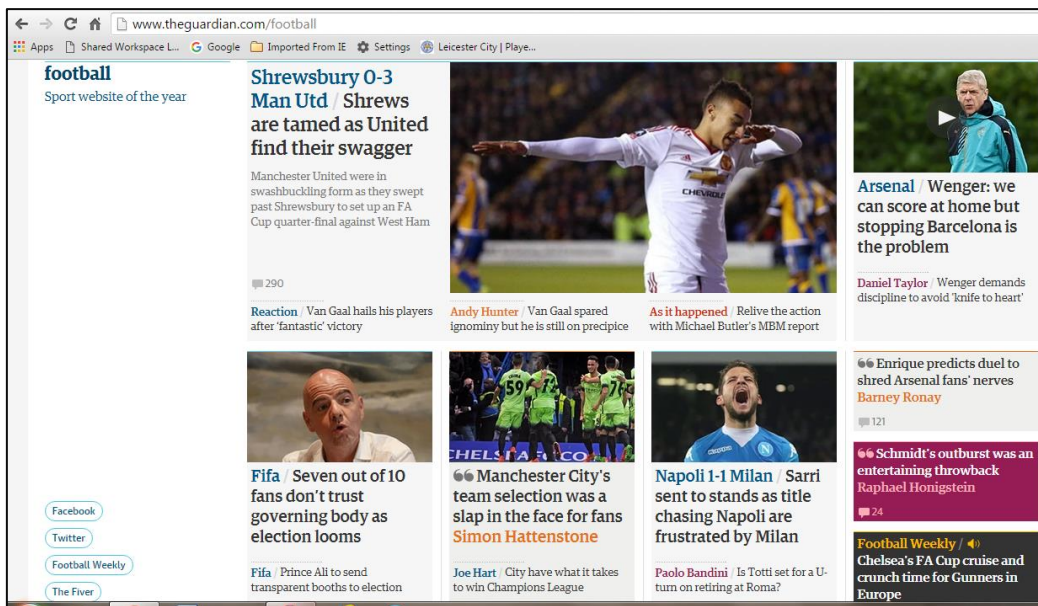 www.theguardian.com/football
Apps Shared Workspace L... Google Imported From IE Settings Leicester City | Playe...
football
Sport website of the year
Facebook
Twitter
Football Weekly
The Fiver
Shrewsbury 0-3
Man Utd / Shrews
are tamed as United
find their swagger
Manchester United were in
swashbuckling form as they swept
past Shrewsbury to set up an FA
Cup quarter-final against West Ham
290
CHEVROLET
Reaction / Van Gaal hails his players
after 'fantastic' victory
Andy Hunter / Van Gaal spared
ignominy but he is still on precipice
As it happened / Relive the action
with Michael Butler's MBM report
Arsenal / Wenger: we
can score at home but
stopping Barcelona is
the problem
Daniel Taylor / Wenger demands
discipline to avoid 'knife to heart'
Fifa / Seven out of 10
fans don't trust
governing body as
election looms
Fifa / Prince Ali to send
transparent booths to election
59
76
CHELSEA FC.CO
Manchester City's
team selection was a
slap in the face for fans
Simon Hattenstone
Joe Hart / City have what it takes
to win Champions League
Napoli 1-1 Milan / Sarri
sent to stands as title
chasing Napoli are
frustrated by Milan
Paolo Bandini / Is Totti set for a U-
turn on retiring at Roma?
Enrique predicts duel to
shred Arsenal fans' nerves
Barney Ronay
121
Schmidt's outburst was an
entertaining throwback
Raphael Honigstein
24
Football Weekly /
Chelsea's FA Cup cruise and
crunch time for Gunners in
Europe